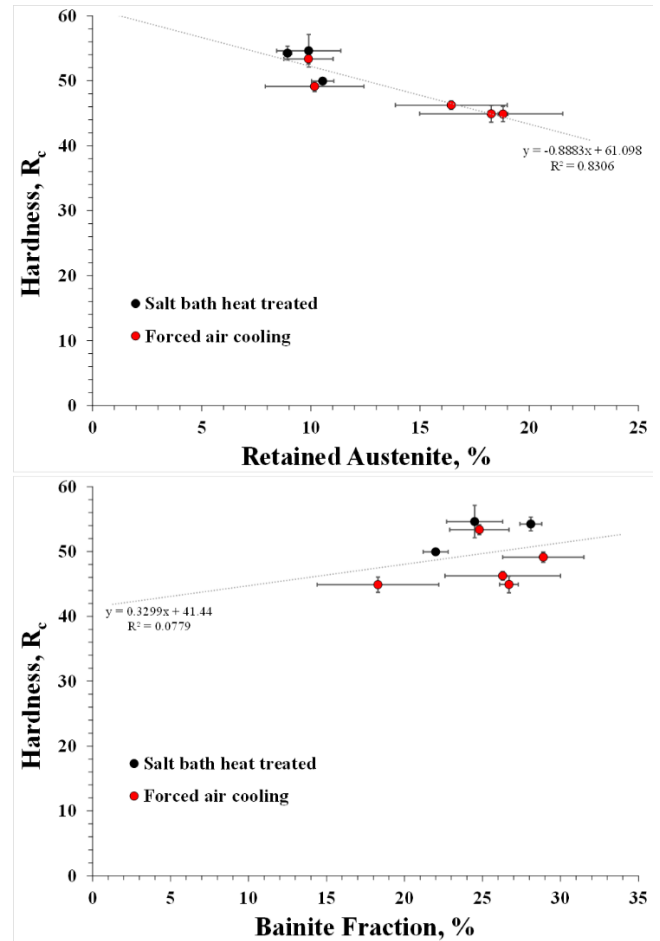 60
50
40
30
20
10
0
Hardness, Rc
y = -0.8883x + 61.098
R² = 0.8306
Salt bath heat treated
Forced air cooling
0 5 10 15 20 25
Retained Austenite, %
60
50
40
30
20
10
0
Hardness, Rc
y = 0.3299x + 41.44
R² = 0.0779
Salt bath heat treated
Forced air cooling
0 5 10 15 20 25 30 35
Bainite Fraction, %